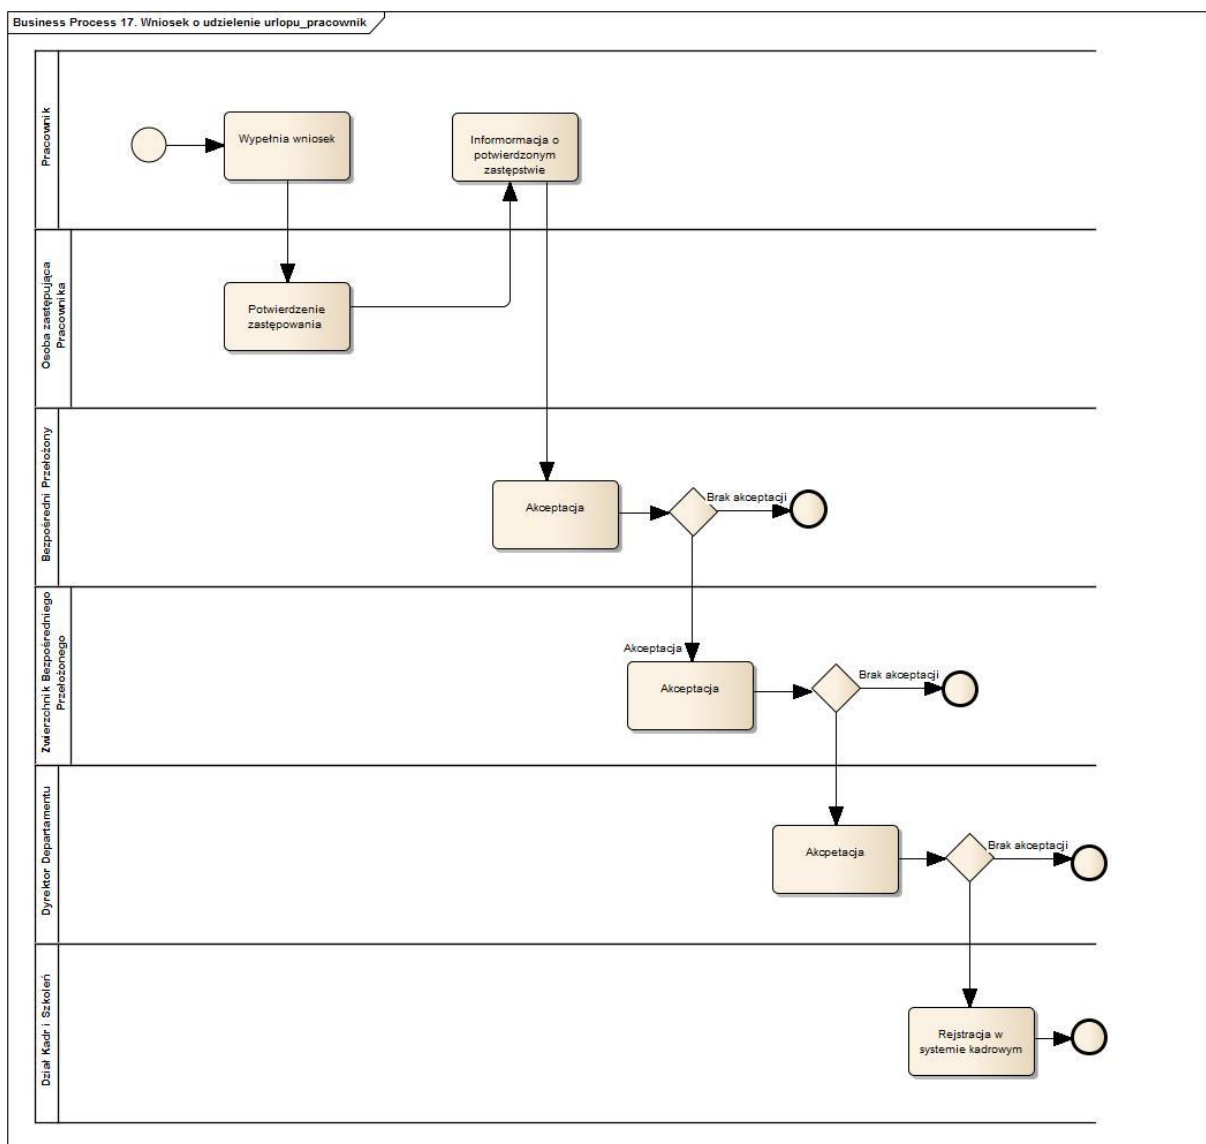 Business Process 17. Wniosek o udzielenie urlopu_pracownik
Pracownik
Wypełnia wniosek
Informormacja o
potwierdzonym
zastępstwie
Osoba zastępująca
Pracownika
Potwierdzenie
zastępowania
Bezpośredni Przełożony
Akceptacja
Brak akceptacji
Zwierzchnik Bezpośredniego
Przełożonego
Akceptacja
Akceptacja
Brak akceptacji
Dyrektor Departamentu
Akcpetacja
Brak akceptacji
Dział Kadr i Szkoleń
Rejstracja w
systemie kadrowym